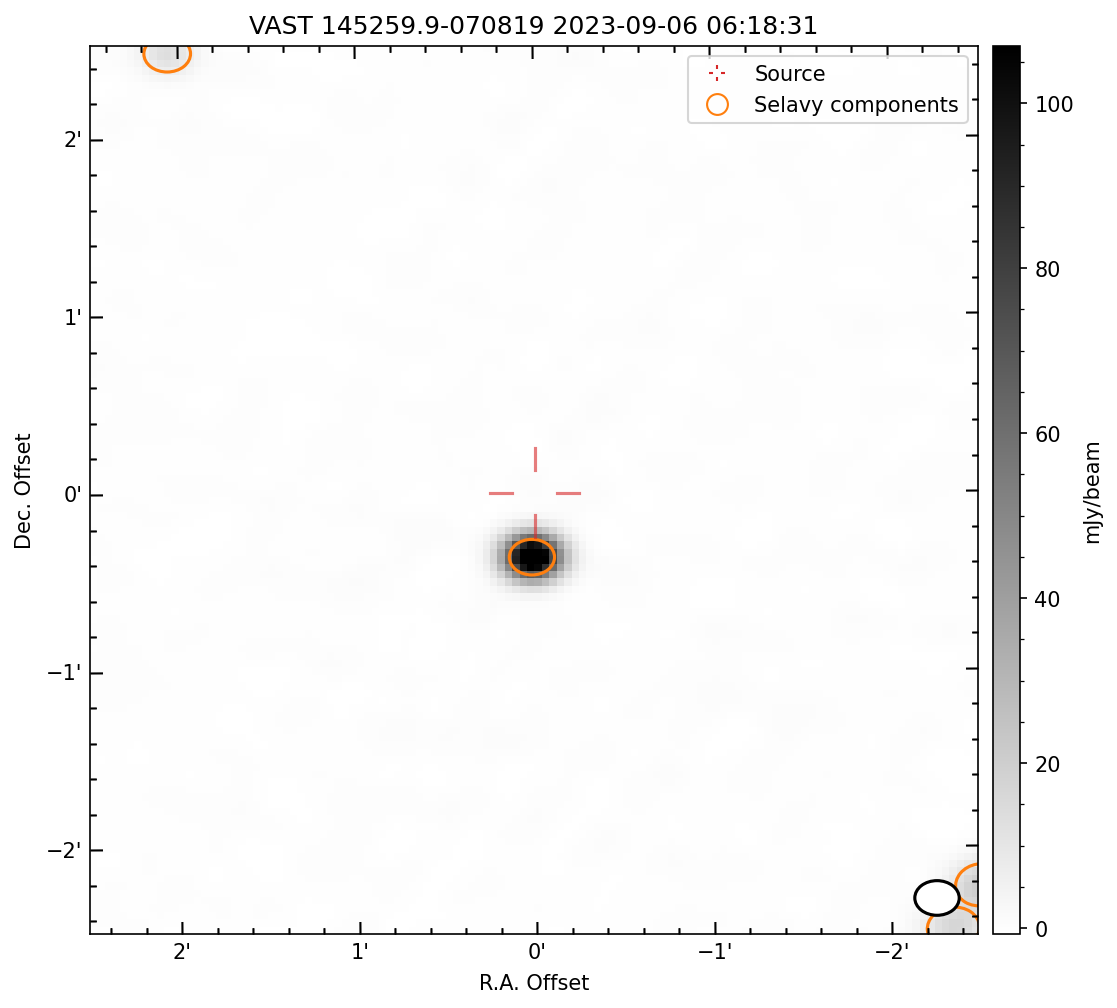 VAST 145259.9-070819 2023-09-06 06:18:31
Source
Selavy components
2'
1'
0'
−1'
−2'
Dec. Offset
2'
1'
0'
−1'
−2'
R.A. Offset
100
80
60
40
20
0
mJy/beam